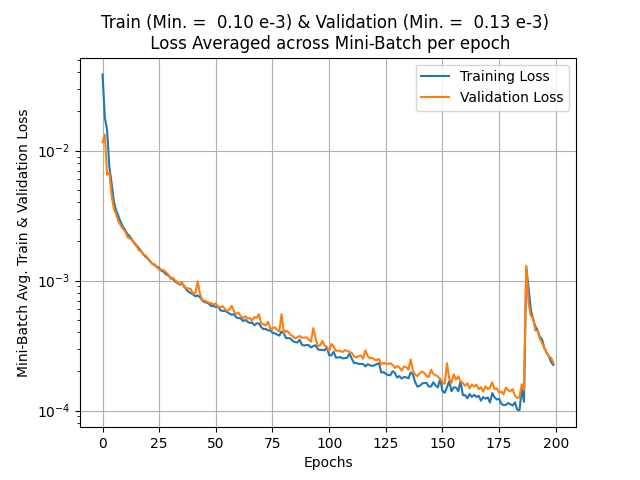 Train (Min. =  0.10 e-3) & Validation (Min. =  0.13 e-3)
Loss Averaged across Mini-Batch per epoch
Training Loss
Validation Loss
Mini-Batch Avg. Train & Validation Loss
10⁻²
10⁻³
10⁻⁴
0 25 50 75 100 125 150 175 200
Epochs